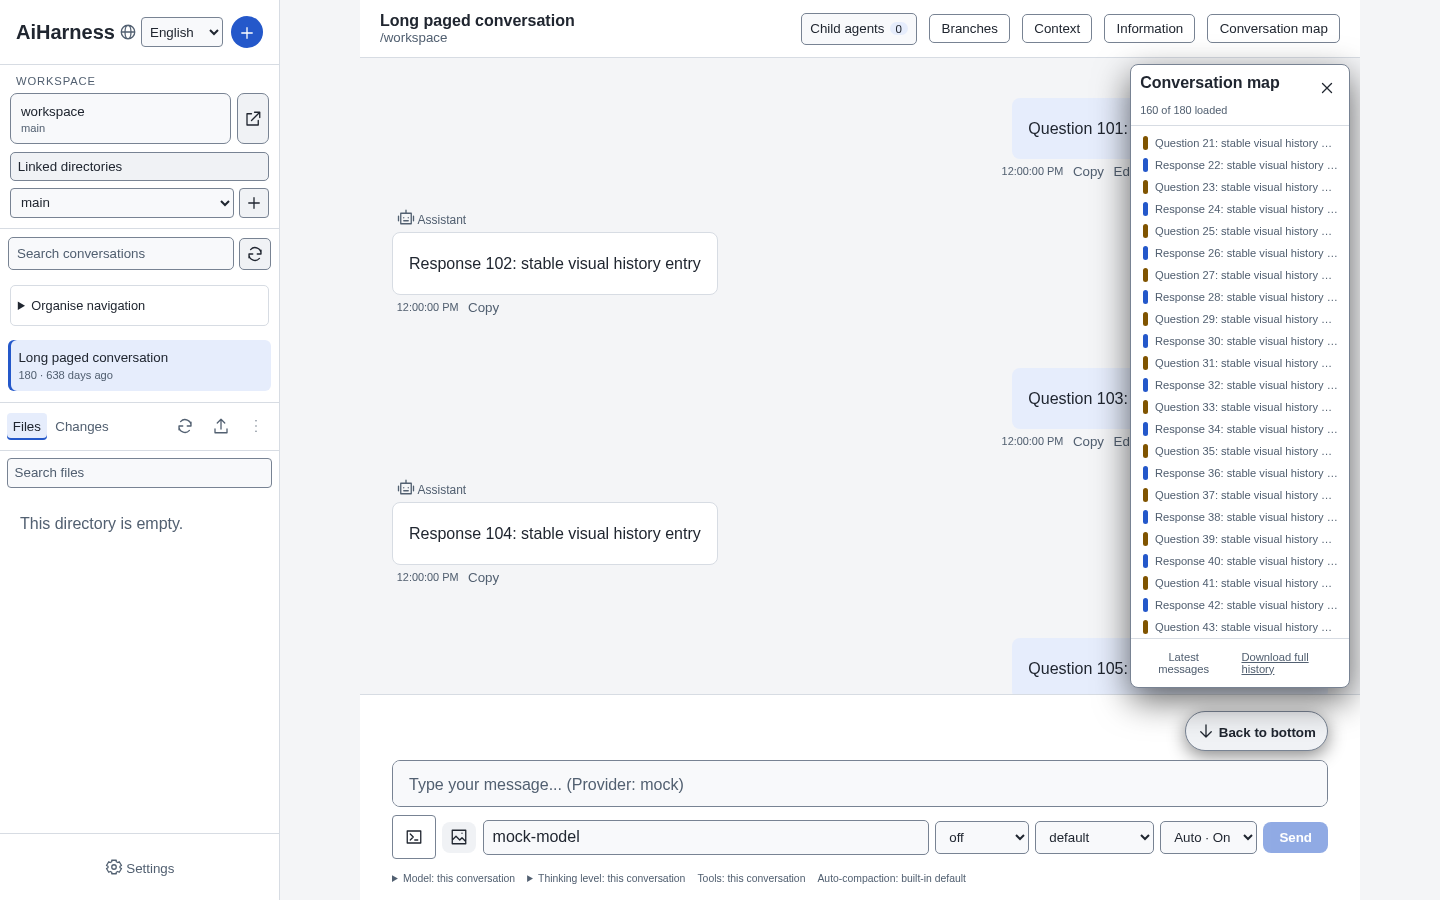 AiHarness
English
WORKSPACE
workspace
main
Linked directories
main
Search conversations
Organise navigation
Long paged conversation
180 · 638 days ago
Files
Changes
Search files
This directory is empty.
Settings
Long paged conversation
/workspace
Child agents 0
Branches
Context
Information
Conversation map
Question 101:
12:00:00 PM Copy Ed
Assistant
Response 102: stable visual history entry
12:00:00 PM Copy
Question 103:
12:00:00 PM Copy Ed
Assistant
Response 104: stable visual history entry
12:00:00 PM Copy
Question 105:
Conversation map
160 of 180 loaded
Question 21: stable visual history ...
Response 22: stable visual history ...
Question 23: stable visual history ...
Response 24: stable visual history ...
Question 25: stable visual history ...
Response 26: stable visual history ...
Question 27: stable visual history ...
Response 28: stable visual history ...
Question 29: stable visual history ...
Response 30: stable visual history ...
Question 31: stable visual history ...
Response 32: stable visual history ...
Question 33: stable visual history ...
Response 34: stable visual history ...
Question 35: stable visual history ...
Response 36: stable visual history ...
Question 37: stable visual history ...
Response 38: stable visual history ...
Question 39: stable visual history ...
Response 40: stable visual history ...
Question 41: stable visual history ...
Response 42: stable visual history ...
Question 43: stable visual history ...
Latest
messages
Download full
history
Back to bottom
Type your message... (Provider: mock)
mock-model
off
default
Auto · On
Send
Model: this conversation
Thinking level: this conversation
Tools: this conversation
Auto-compaction: built-in default